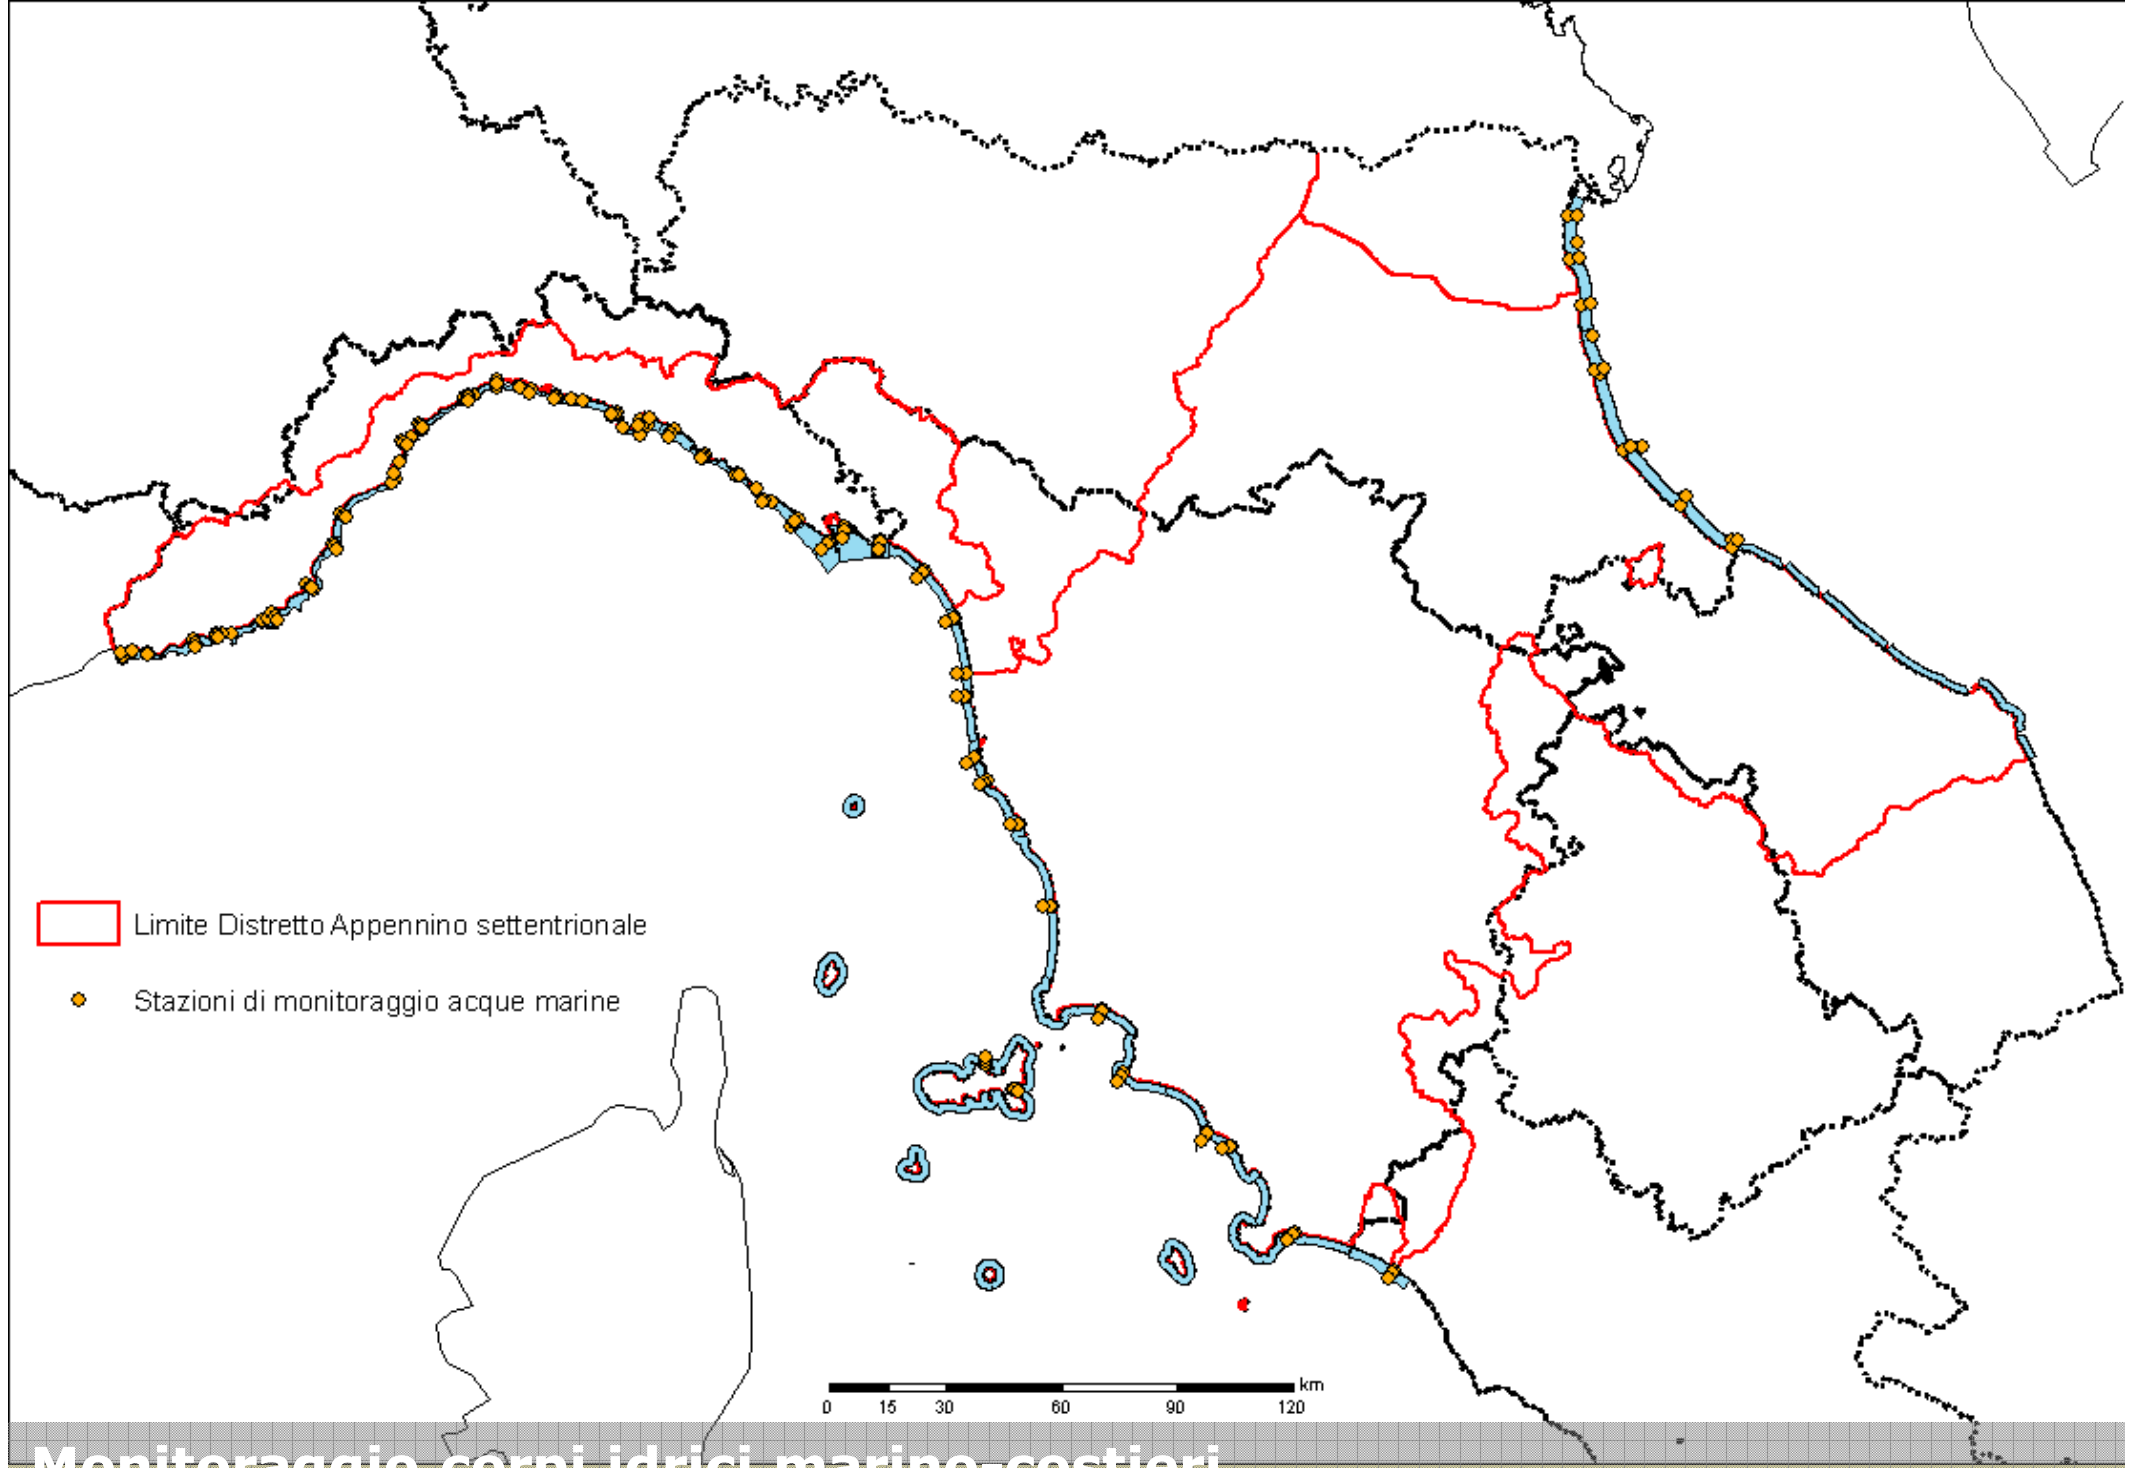 Limite Distretto Appennino settentrionale
Stazioni di monitoraggio acque marine
km
0 15 30 60 90 120
Monitoraggio corpi idrici marino-costieri